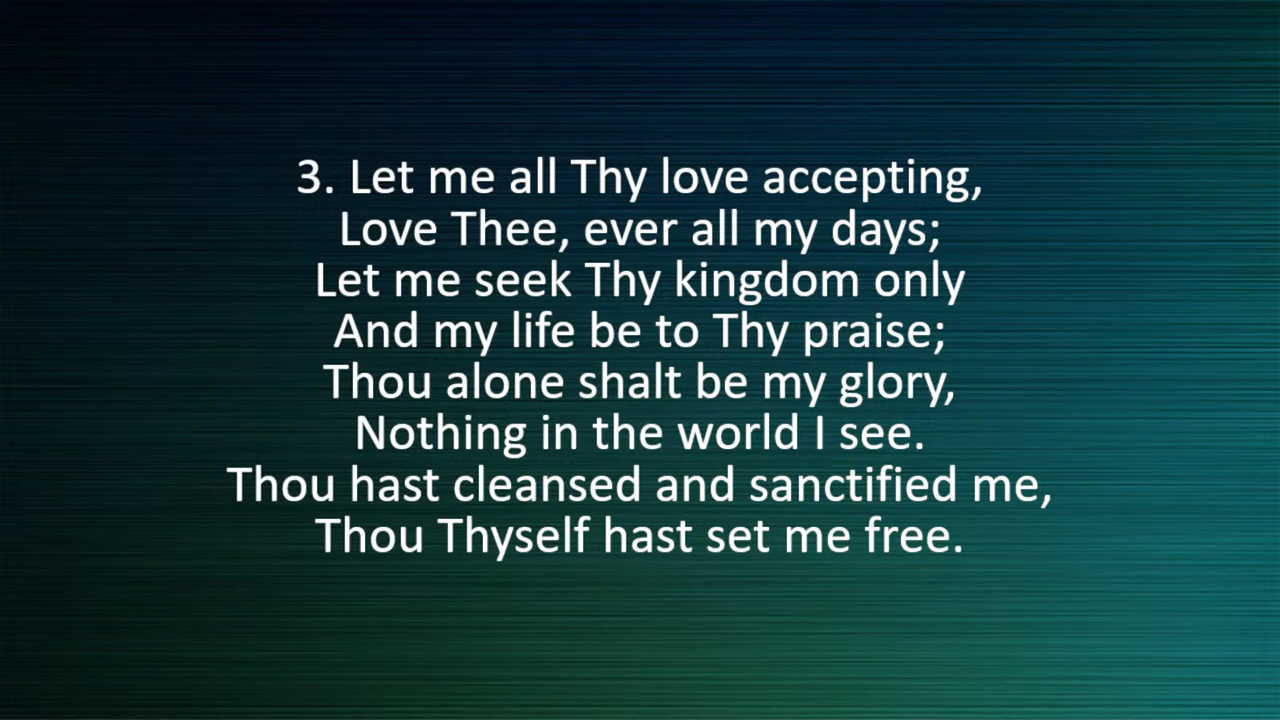 3. Let me all Thy love accepting,
Love Thee, ever all my days;
Let me seek Thy kingdom only
And my life be to Thy praise;
Thou alone shalt be my glory,
Nothing in the world I see.
Thou hast cleansed and sanctified me,
Thou Thyself hast set me free.